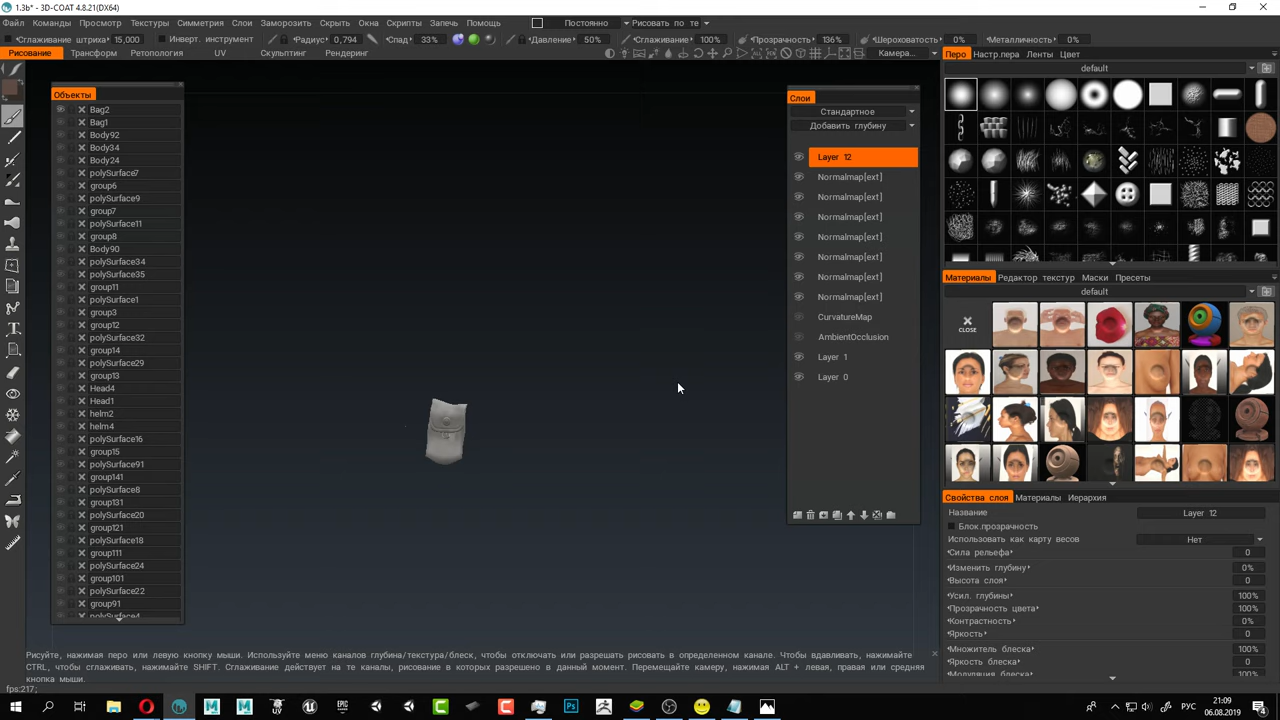 1.3b* - 3D-COAT 4.8.21(DX64)
Файл Команды Просмотр Текстуры Симметрия Слои Заморозить Скрыть Окна Скрипты Запечь Помощь Постоянно Рисовать по те
Сглаживание штриха 15,000 Инверт. инструмент Радиус 0,794 Спад 33% Давление 50% Сглаживание 100% Прозрачность 136% Шероховатость 0% Металличность 0%
Рисование Трансформ Ретопология UV Скульптинг Рендеринг Камера...
Перо Настр.пера Ленты Цвет
default
Объекты
Bag2
Bag1
Body92
Body34
Body24
polySurface7
group6
polySurface9
group7
polySurface11
group8
Body90
polySurface34
polySurface35
group11
polySurface1
group3
group12
polySurface32
group14
polySurface29
group13
Head4
Head1
helm2
helm4
polySurface16
group15
polySurface91
group141
polySurface8
group131
polySurface20
group121
polySurface18
group111
polySurface24
group101
polySurface22
group91
polySurface4
Слои
Стандартное
Добавить глубину
Layer 12
Normalmap[ext]
Normalmap[ext]
Normalmap[ext]
Normalmap[ext]
Normalmap[ext]
Normalmap[ext]
Normalmap[ext]
CurvatureMap
AmbientOcclusion
Layer 1
Layer 0
Материалы Редактор текстур Маски Пресеты
default
CLOSE
Свойства слоя Материалы Иерархия
Название Layer 12
Блок.прозрачность
Использовать как карту весов Нет
Сила рельефа 0
Изменить глубину 0%
Высота слоя 0
Усил. глубины 100%
Прозрачность цвета 100%
Контрастность 0%
Яркость 0
Множитель блеска 100%
Яркость блеска 0
Модуляция блеска 100%
Рисуйте, нажимая перо или левую кнопку мыши. Используйте меню каналов глубина/текстура/блеск, чтобы отключить или разрешать рисовать в определенном канале. Чтобы вдавливать, нажимайте
CTRL, чтобы сглаживать, нажимайте SHIFT. Сглаживание действует на те каналы, рисование в которых разрешено в данный момент. Перемещайте камеру, нажимая ALT + левая, правая или средняя
кнопка мыши.
fps:217;
РУС
21:09
06.08.2019